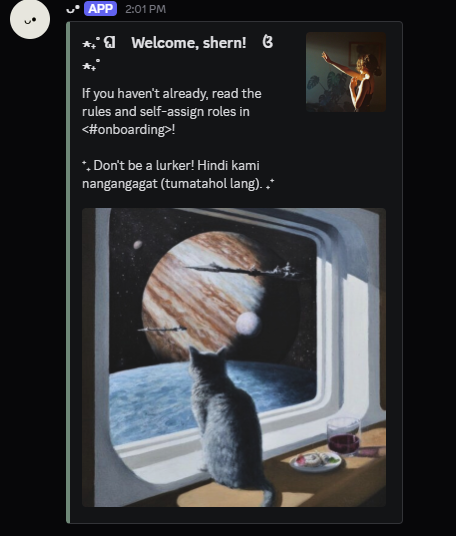 ᴗ• APP 2:01 PM
⋆₊˚ ฤ Welcome, shern! ଓ
⋆₊˚
If you haven't already, read the
rules and self-assign roles in
<#onboarding>!
⁺₊ Don't be a lurker! Hindi kami
nangangagat (tumatahol lang). ₊⁺